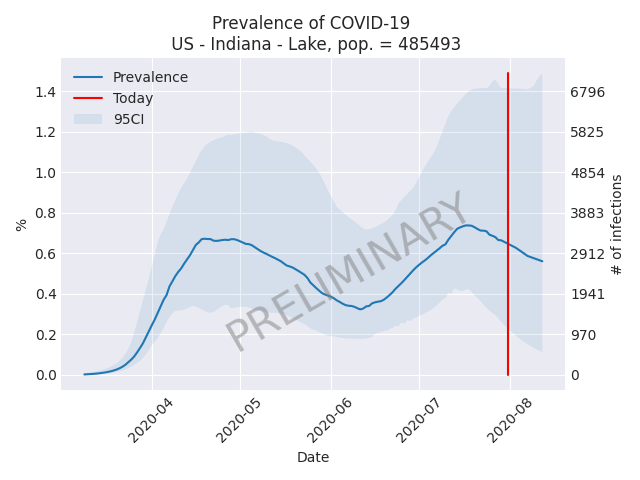 Prevalence of COVID-19
US - Indiana - Lake, pop. = 485493
Prevalence
Today
95CI
1.4
1.2
1.0
0.8
0.6
0.4
0.2
0.0
%
6796
5825
4854
3883
2912
1941
970
0
# of infections
PRELIMINARY
2020-04
2020-05
2020-06
2020-07
2020-08
Date